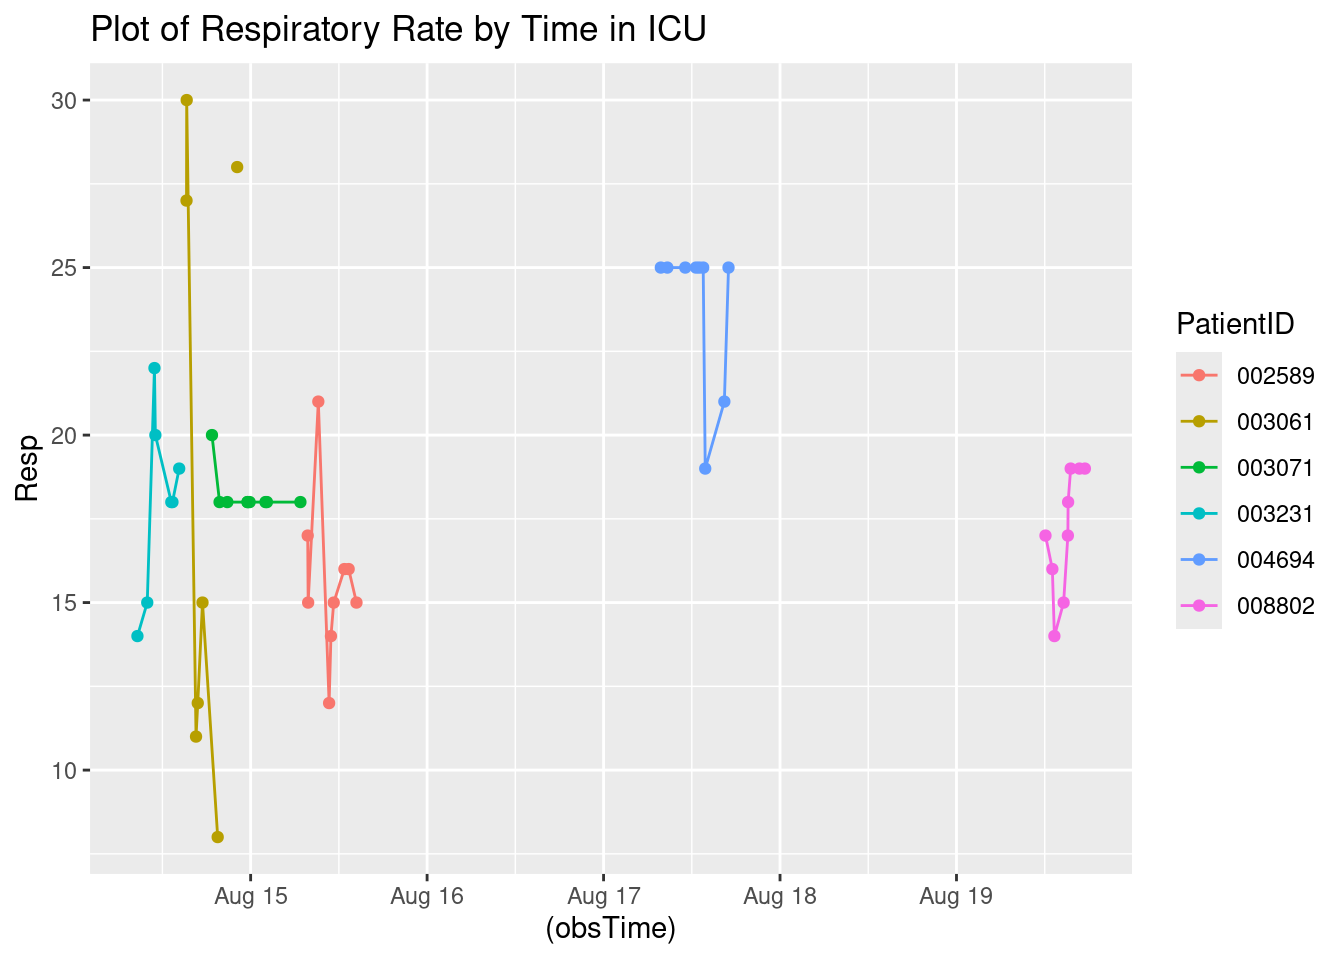 Plot of Respiratory Rate by Time in ICU
30
25
20
15
10
Resp
Aug 15
Aug 16
Aug 17
Aug 18
Aug 19
(obsTime)
PatientID
002589
003061
003071
003231
004694
008802